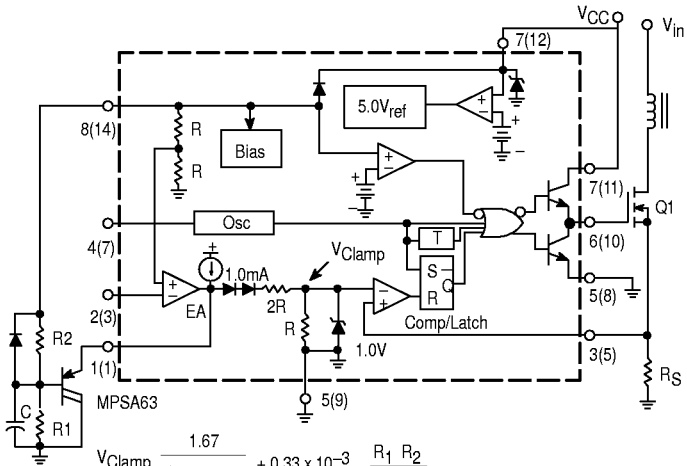 VCC
Vin
7(12)
5.0Vref
+
−
+
−
8(14)
R
Bias
R
+
−
+
−
7(11)
Q1
Osc
4(7)
T
6(10)
+
1.0mA
VClamp
S
Q
R
5(8)
+
−
EA
2R
−
+
2(3)
R
Comp/Latch
1.0V
3(5)
R2
1(1)
RS
C
R1
MPSA63
5(9)
1.67
VClamp
+ 0.33 x 10−3
R1 R2